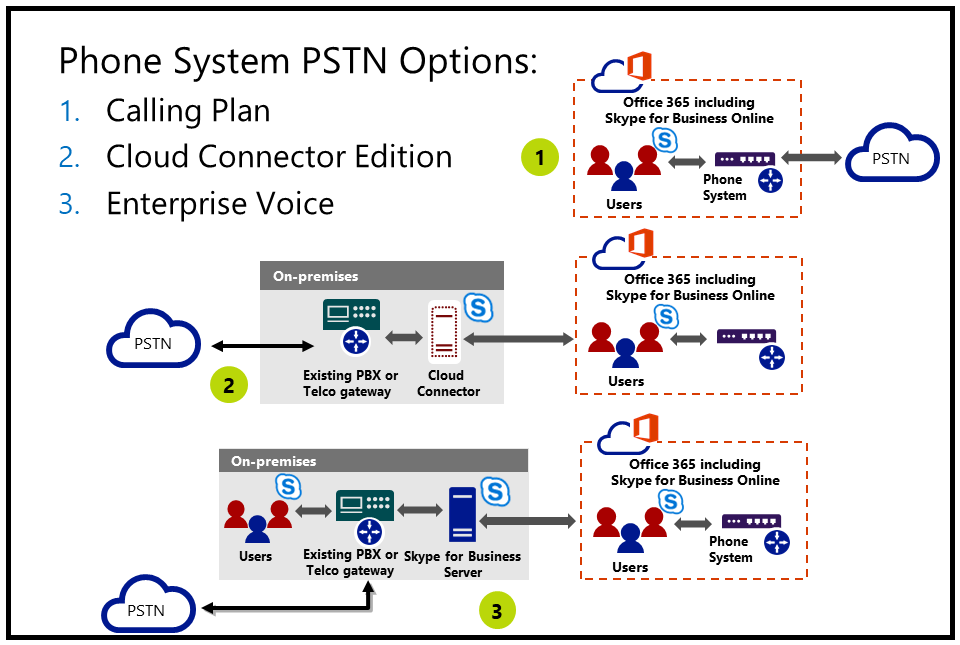 Phone System PSTN Options:
1. Calling Plan
2. Cloud Connector Edition
3. Enterprise Voice
Office 365 including
Skype for Business Online
S
1
Users
Phone
System
PSTN
On-premises
S
PSTN
2
Existing PBX or
Telco gateway
Cloud
Connector
Office 365 including
Skype for Business Online
S
Users
On-premises
S
S
Users
Existing PBX or
Telco gateway
Skype for Business
Server
PSTN
3
Office 365 including
Skype for Business Online
S
Users
Phone
System